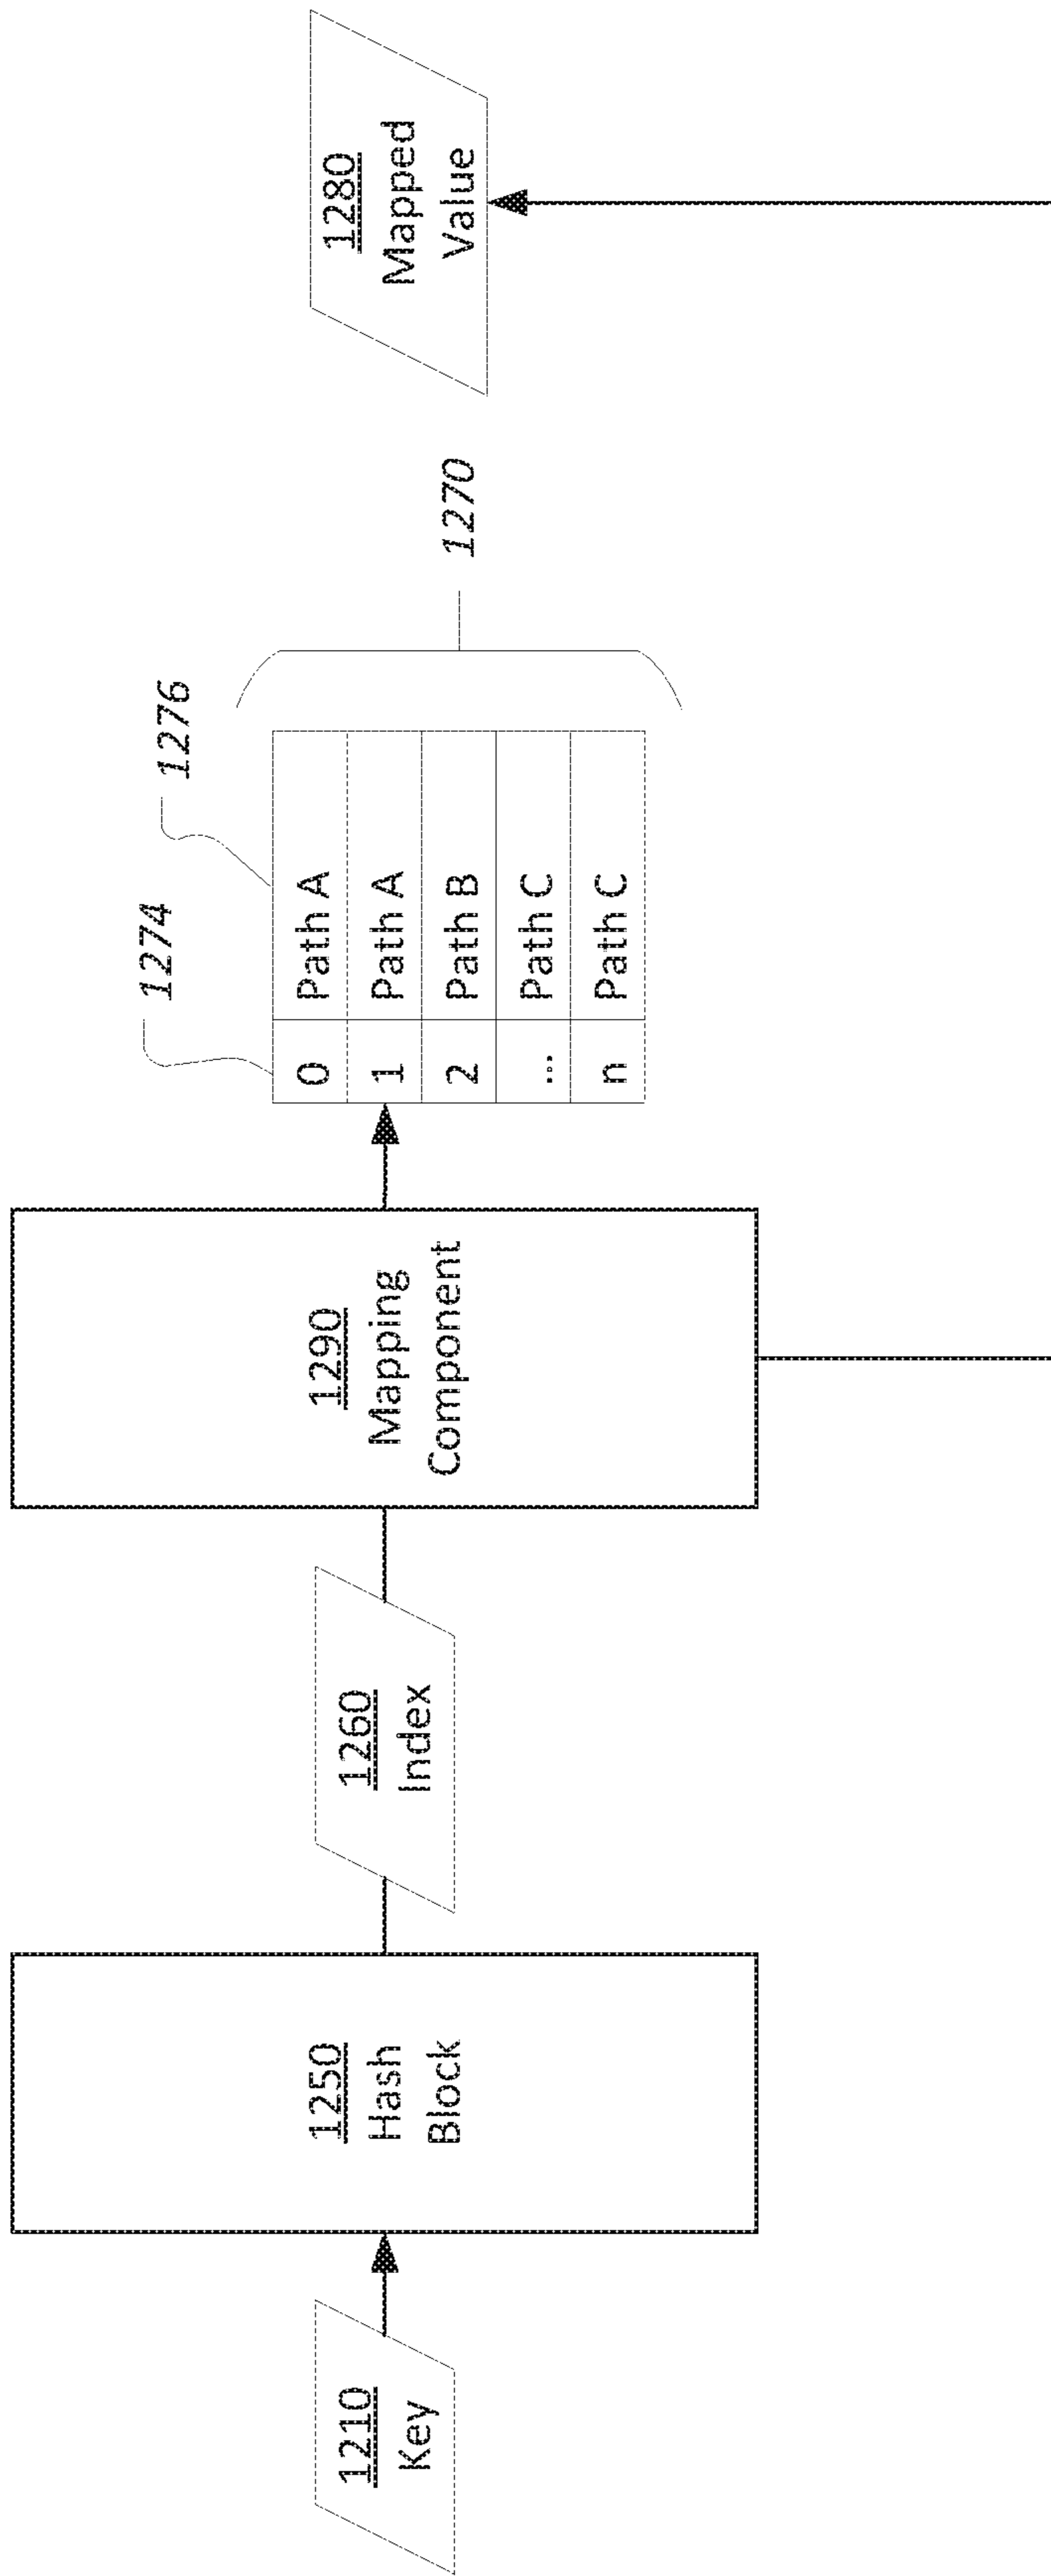 1210
Key
1250
Hash
Block
1260
Index
1290
Mapping
Component
1274
1276
0 Path A
1 Path A
2 Path B
... Path C
n Path C
1270
1280
Mapped
Value